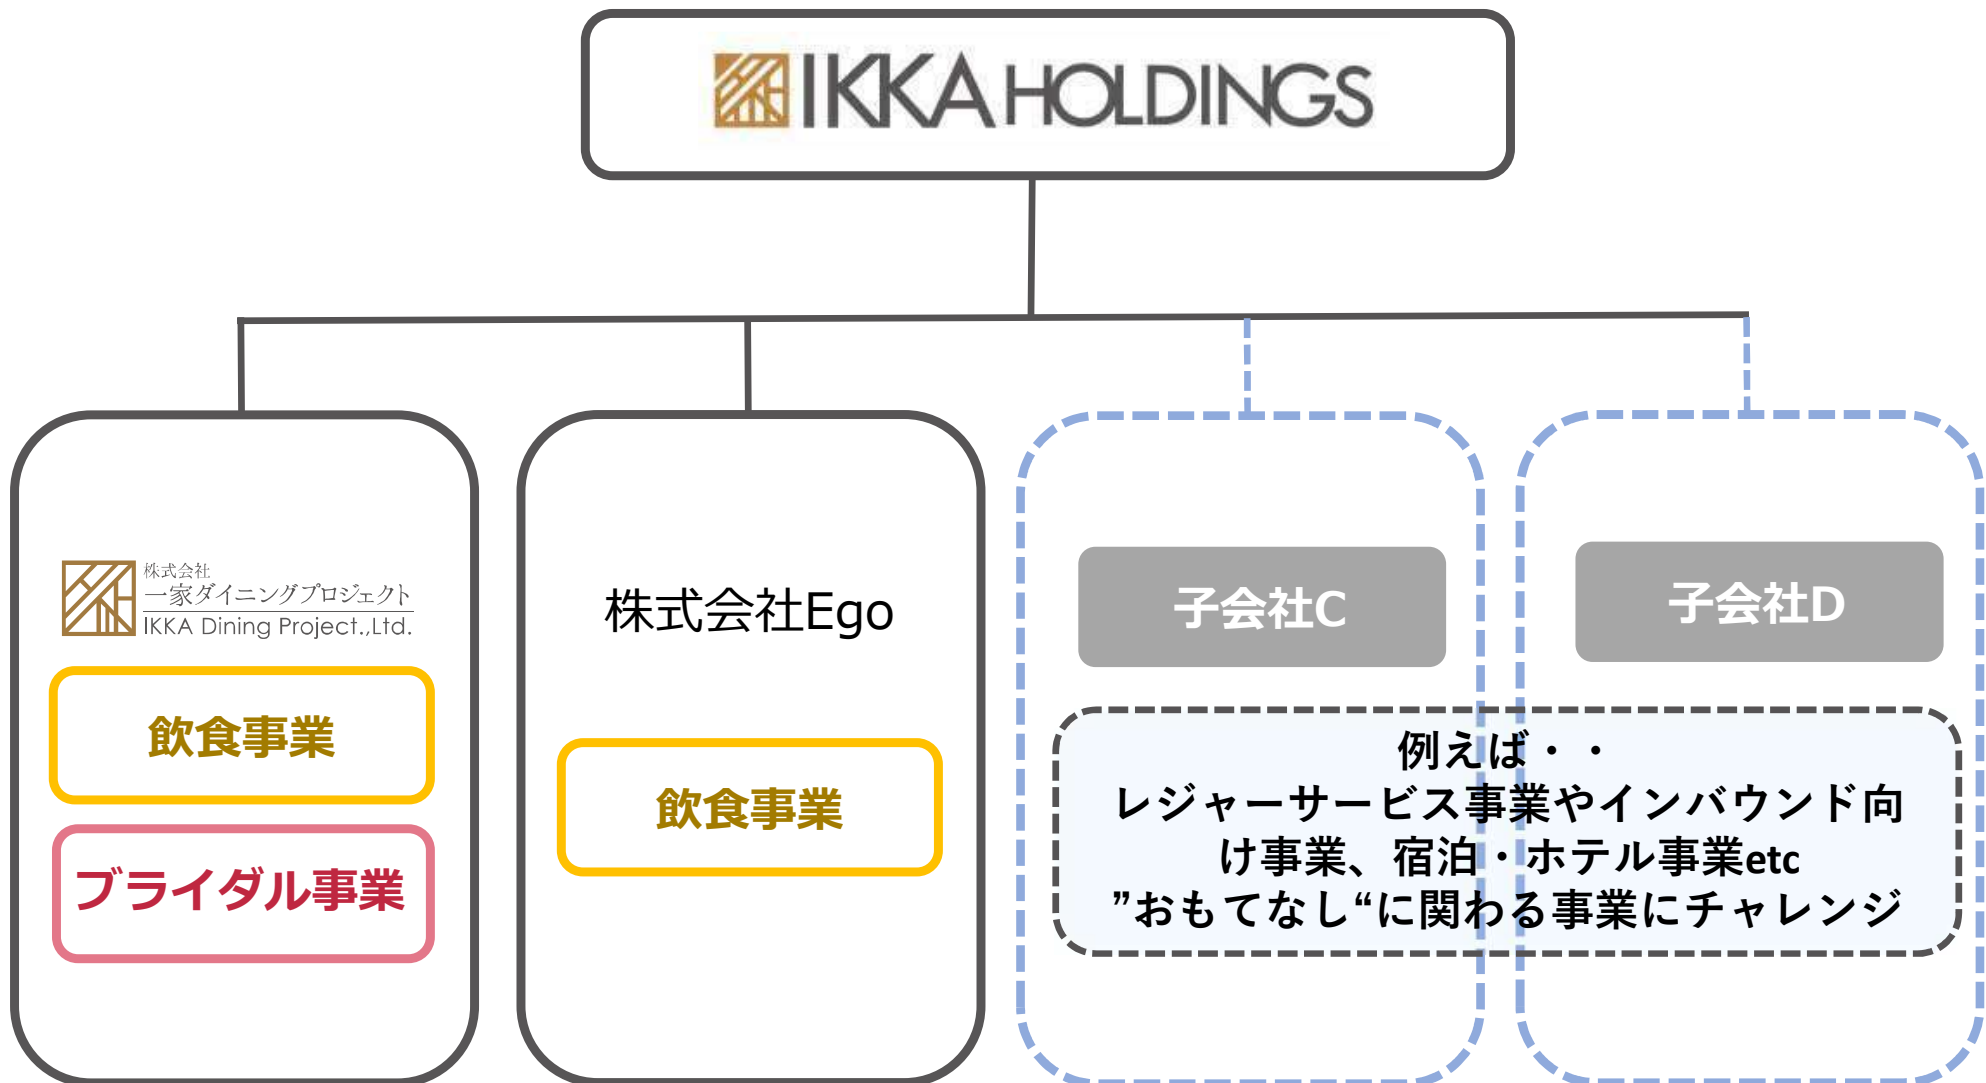 IKKA HOLDINGS
株式会社
一家ダイニングプロジェクト
IKKA Dining Project.,Ltd.
飲食事業
ブライダル事業
株式会社Ego
飲食事業
子会社C
子会社D
例えば・・
レジャーサービス事業やインバウンド向
け事業、宿泊・ホテル事業etc
”おもてなし“に関わる事業にチャレンジ